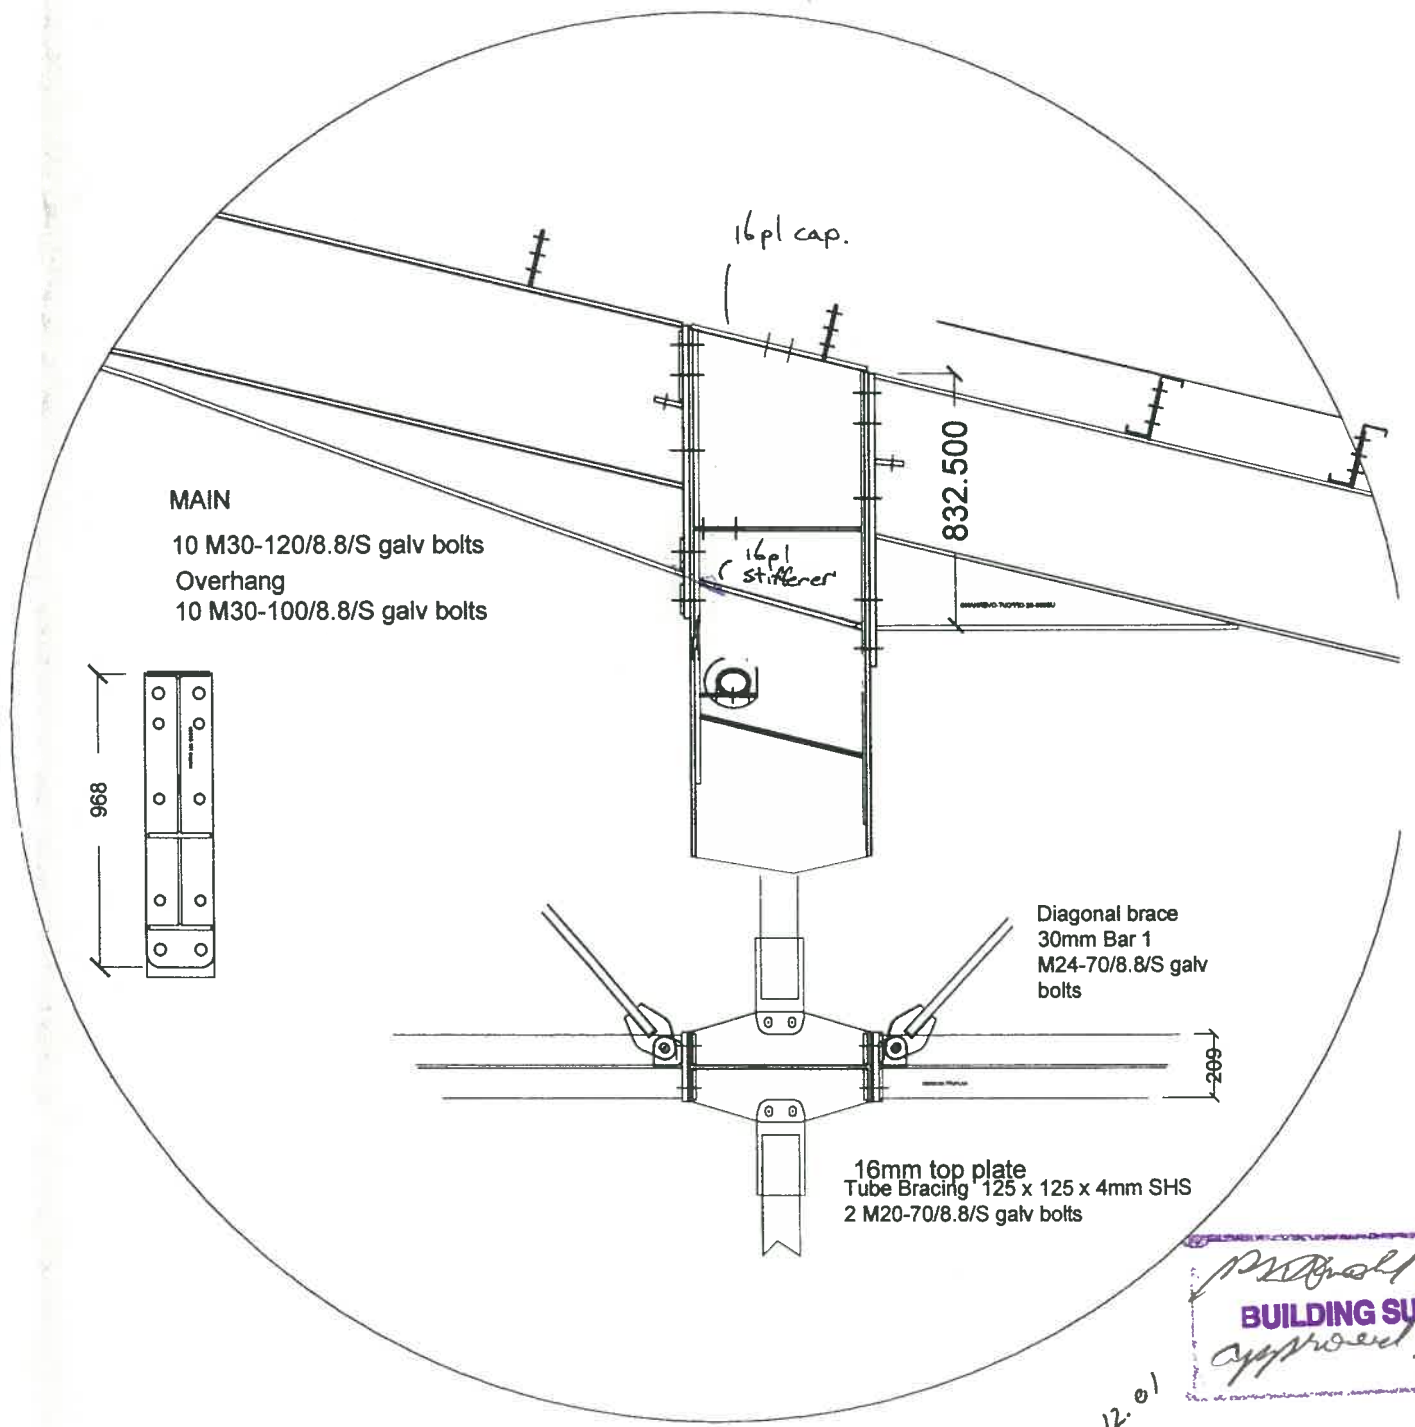 16pl cap.
832.500
MAIN
10 M30-120/8.8/S galv bolts
Overhang
10 M30-100/8.8/S galv bolts
16pl
stiffener
968
Diagonal brace
30mm Bar 1
M24-70/8.8/S galv
bolts
209
16mm top plate
Tube Bracing 125 x 125 x 4mm SHS
2 M20-70/8.8/S galv bolts
BUILDING SU
approved
12.01